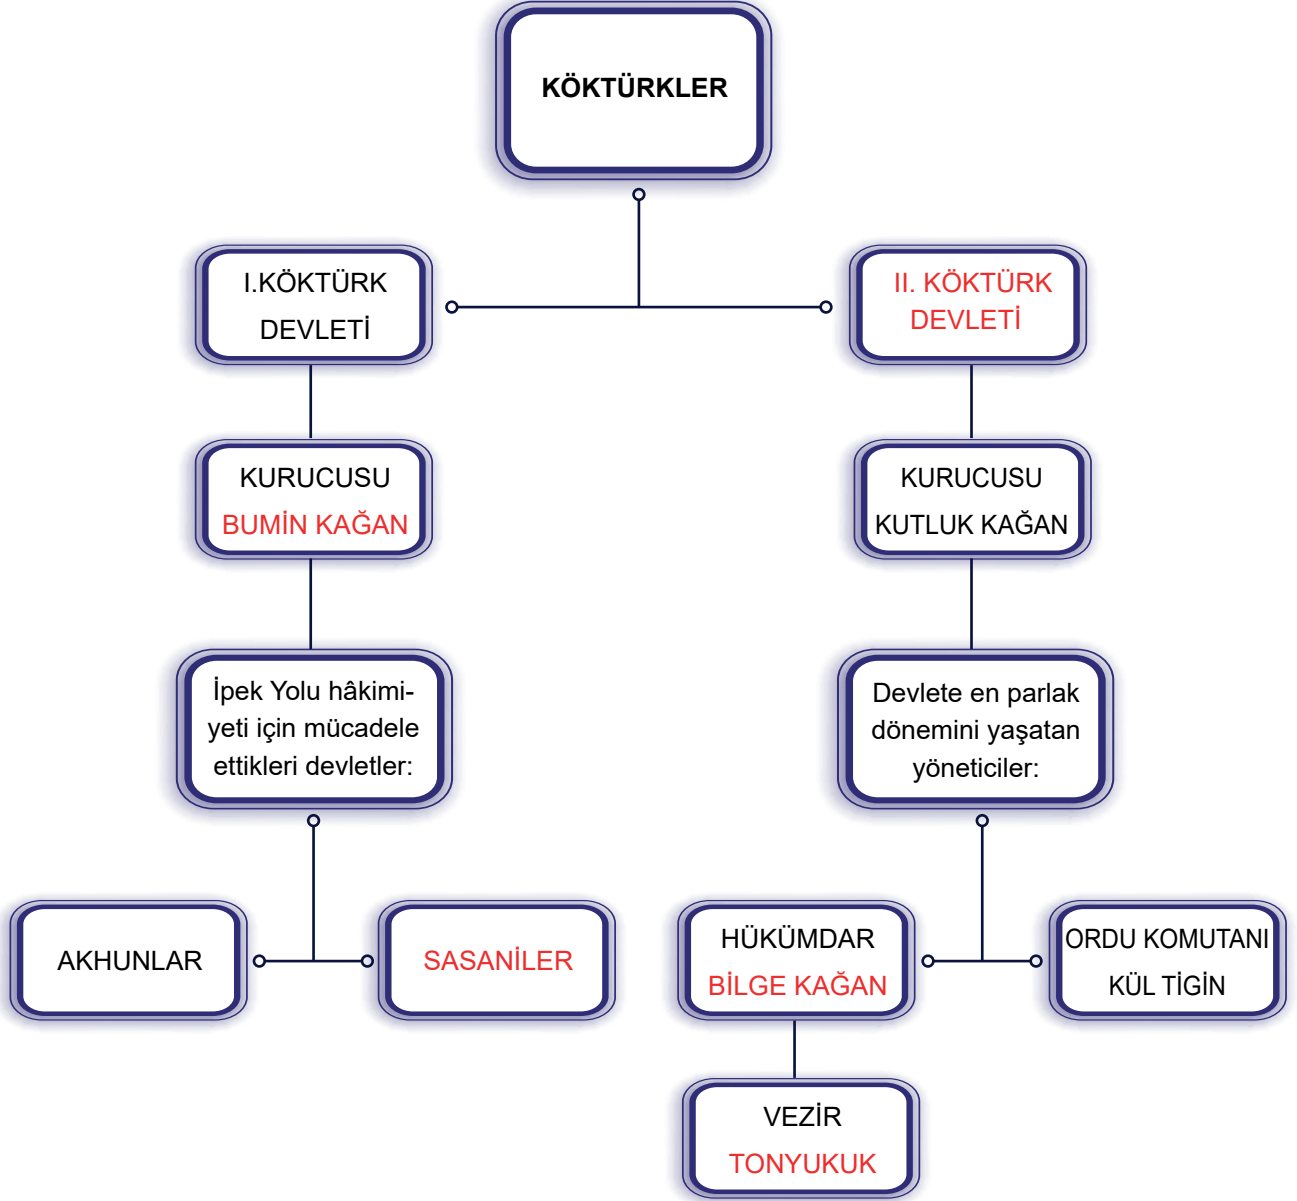 KÖKTÜRKLER
I.KÖKTÜRK
DEVLETİ
II. KÖKTÜRK
DEVLETİ
KURUCUSU
BUMİN KAĞAN
KURUCUSU
KUTLUK KAĞAN
İpek Yolu hâkimi-
yeti için mücadele
ettikleri devletler:
Devlete en parlak
dönemini yaşatan
yöneticiler:
AKHUNLAR
SASANİLER
HÜKÜMDAR
BİLGE KAĞAN
ORDU KOMUTANI
KÜL TİGİN
VEZİR
TONYUKUK